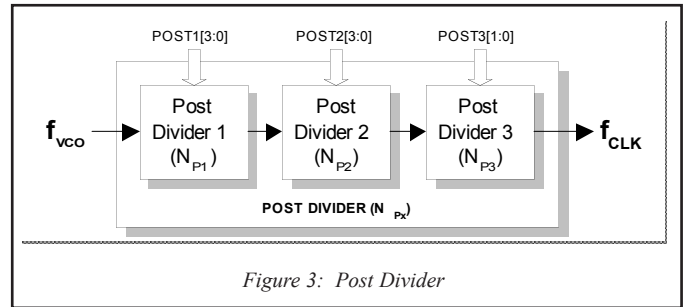 POST1[3:0] POST2[3:0] POST3[1:0]
Post Divider 1 (NP1)
Post Divider 2 (NP2)
Post Divider 3 (NP3)
fVCO
fCLK
POST DIVIDER (N Px)
Figure 3: Post Divider